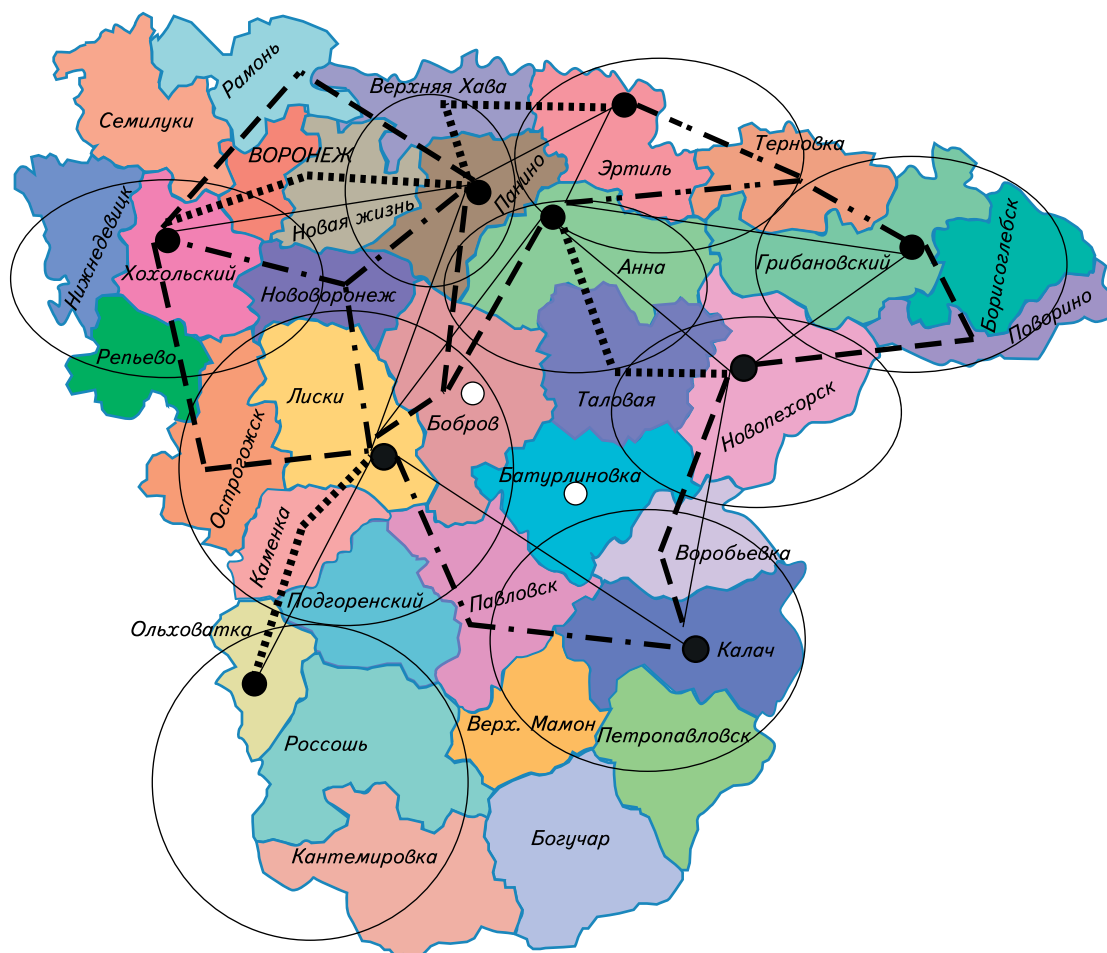 Рамонь
Верхняя Хава
Семилуки
Терновка
ВОРОНЕЖ
Эртиль
Панино
Нижнедевицк
Новая жизнь
Борисоглебск
Хохольский
Анна
Грибановский
Нововоронеж
Поворино
Репьево
Лиски
Таловая
Бобров
Новопехорск
Острогожск
Батурлиновка
Каменка
Воробьевка
Подгоренский
Павловск
Ольховатка
Калач
Верх. Мамон
Петропавловск
Россошь
Богучар
Кантемировка